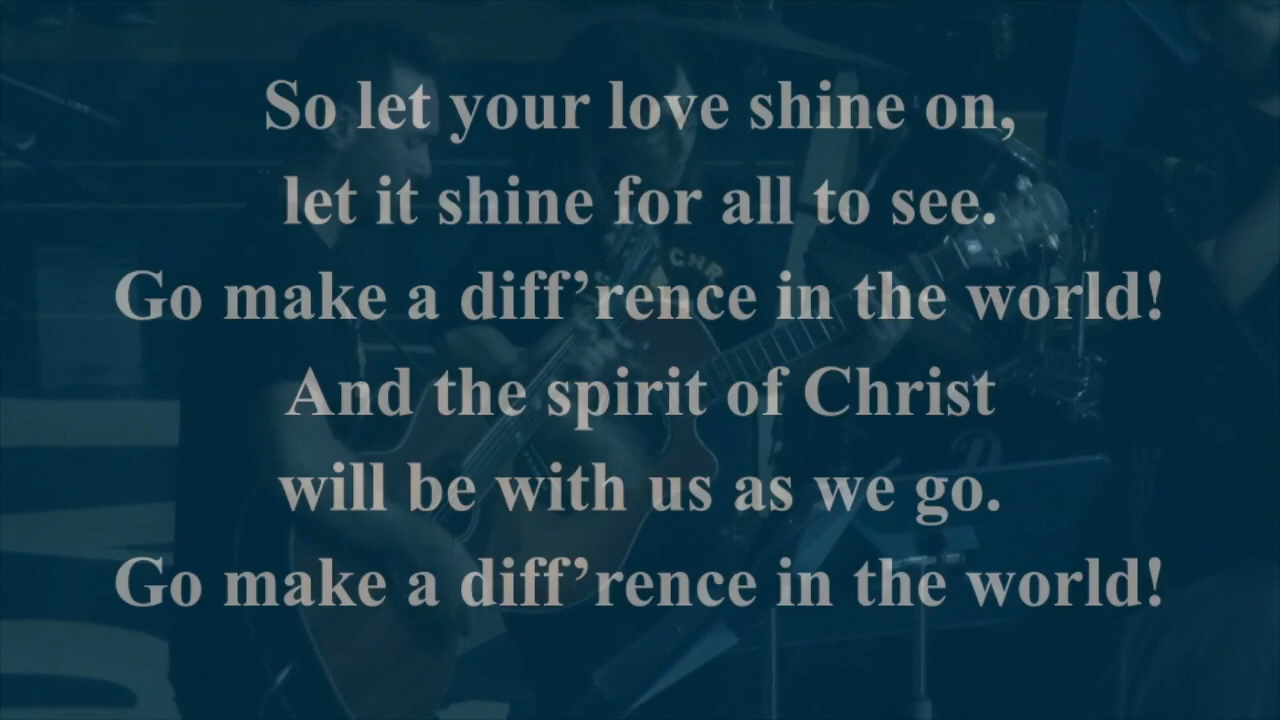 So let your love shine on,
let it shine for all to see.
Go make a diff’rence in the world!
And the spirit of Christ
will be with us as we go.
Go make a diff’rence in the world!
CHR